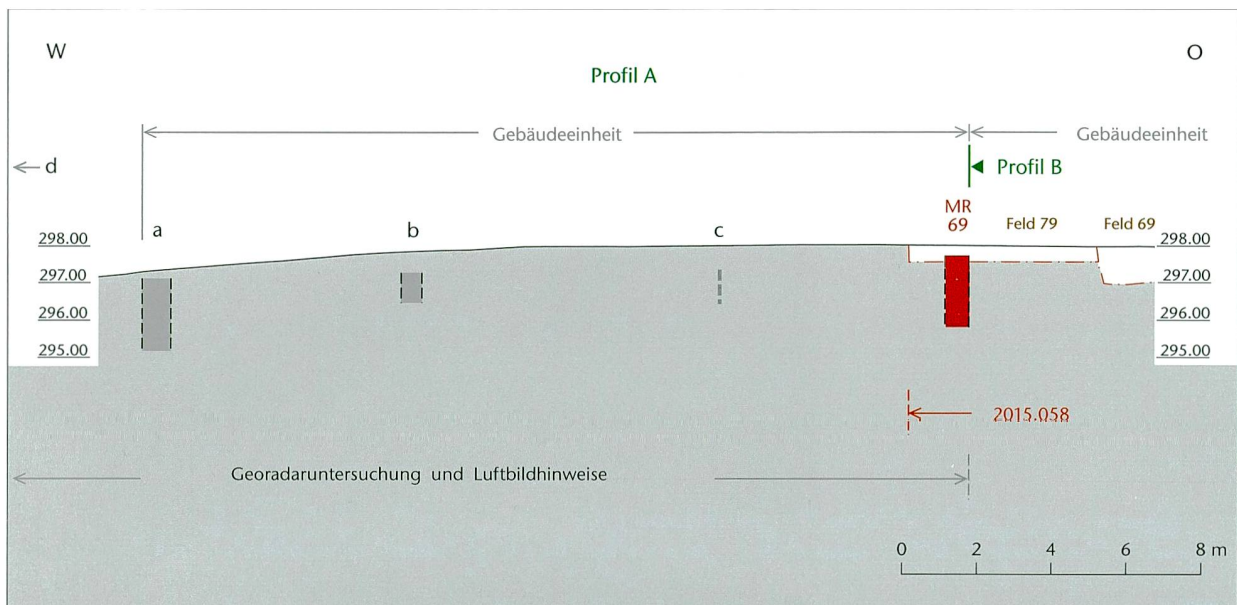 W
O
Profil A
Gebäudeeinheit
Gebäudeeinheit
d
Profil B
MR
69
Feld 79
Feld 69
a
b
c
298.00
298.00
297.00
297.00
296.00
296.00
295.00
295.00
2015.058
Georadaruntersuchung und Luftbildhinweise
0 2 4 6 8 m